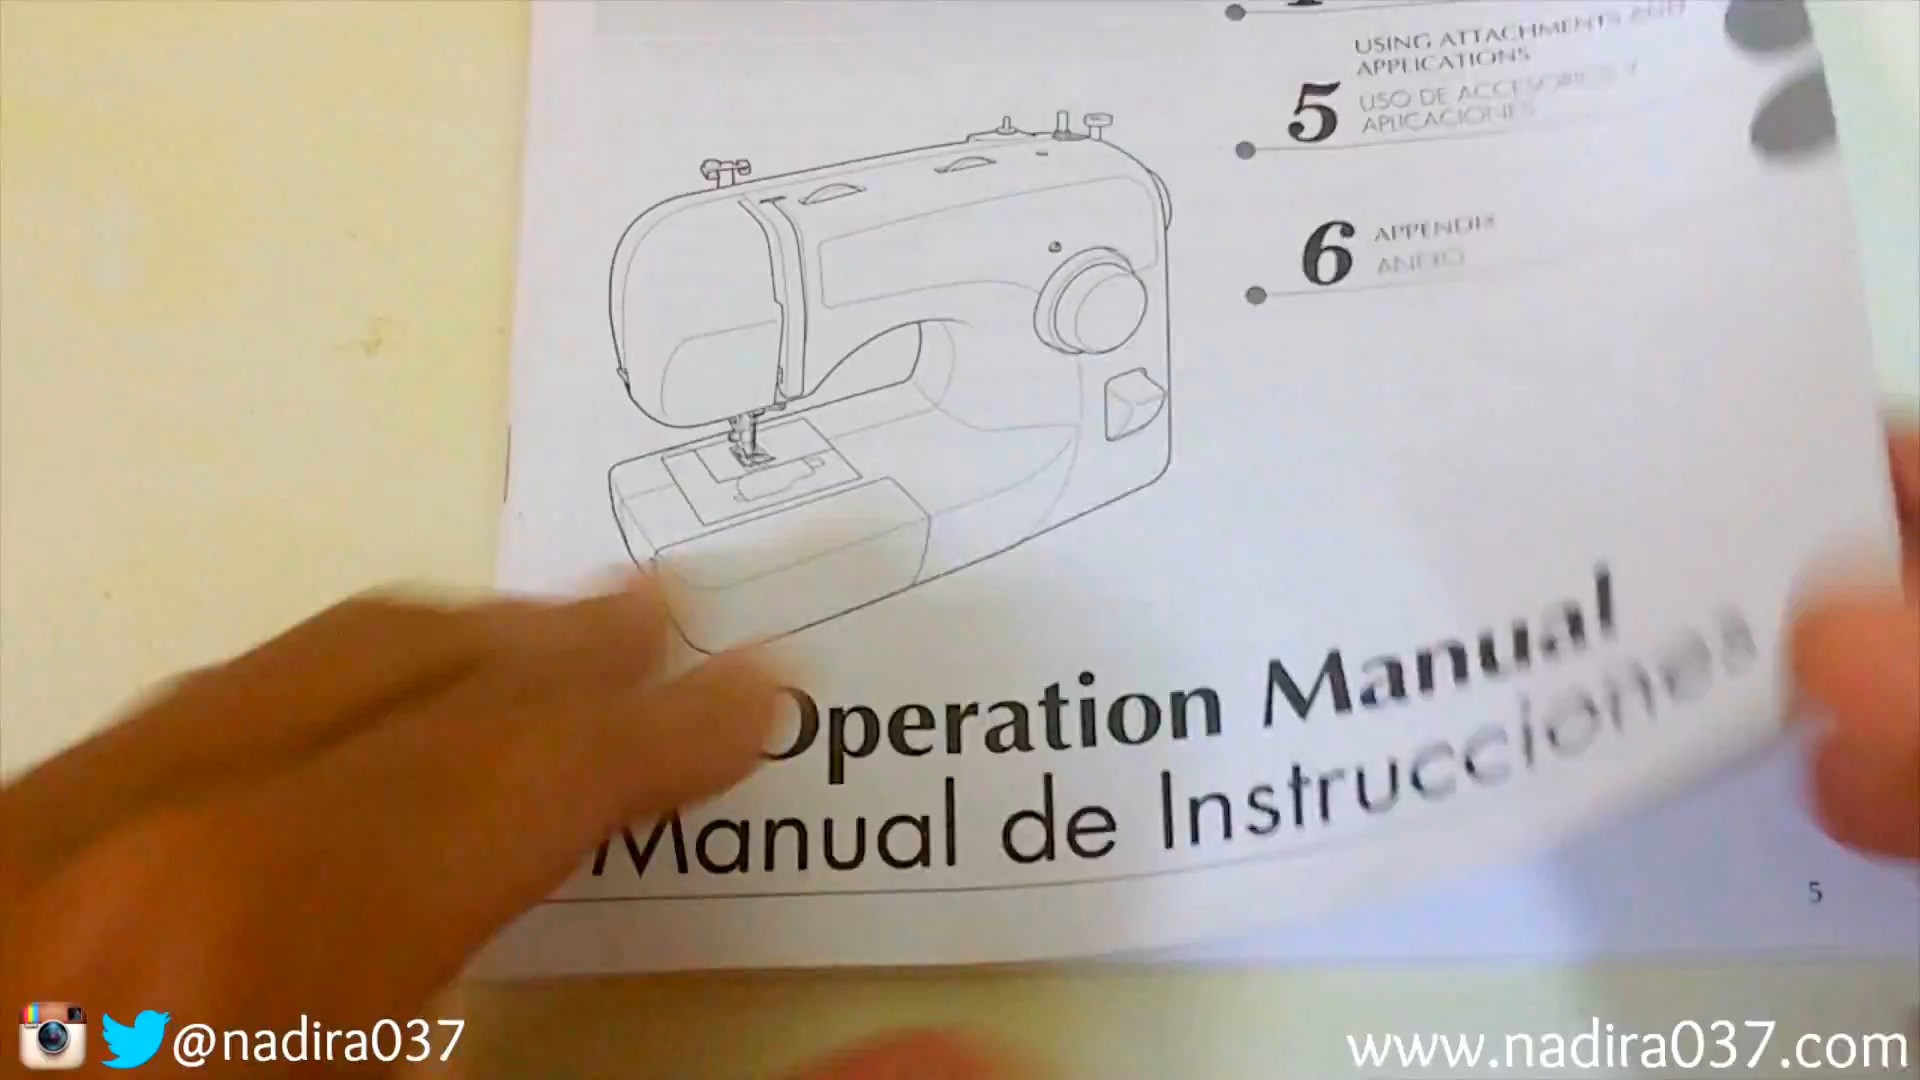 USING ATTACHMENTS AND
APPLICATIONS
5
USO DE ACCESORIOS Y
APLICACIONES
6
APPENDIX
ANEXO
Operation Manual
Manual de Instrucciones
5
@nadira037
www.nadira037.com